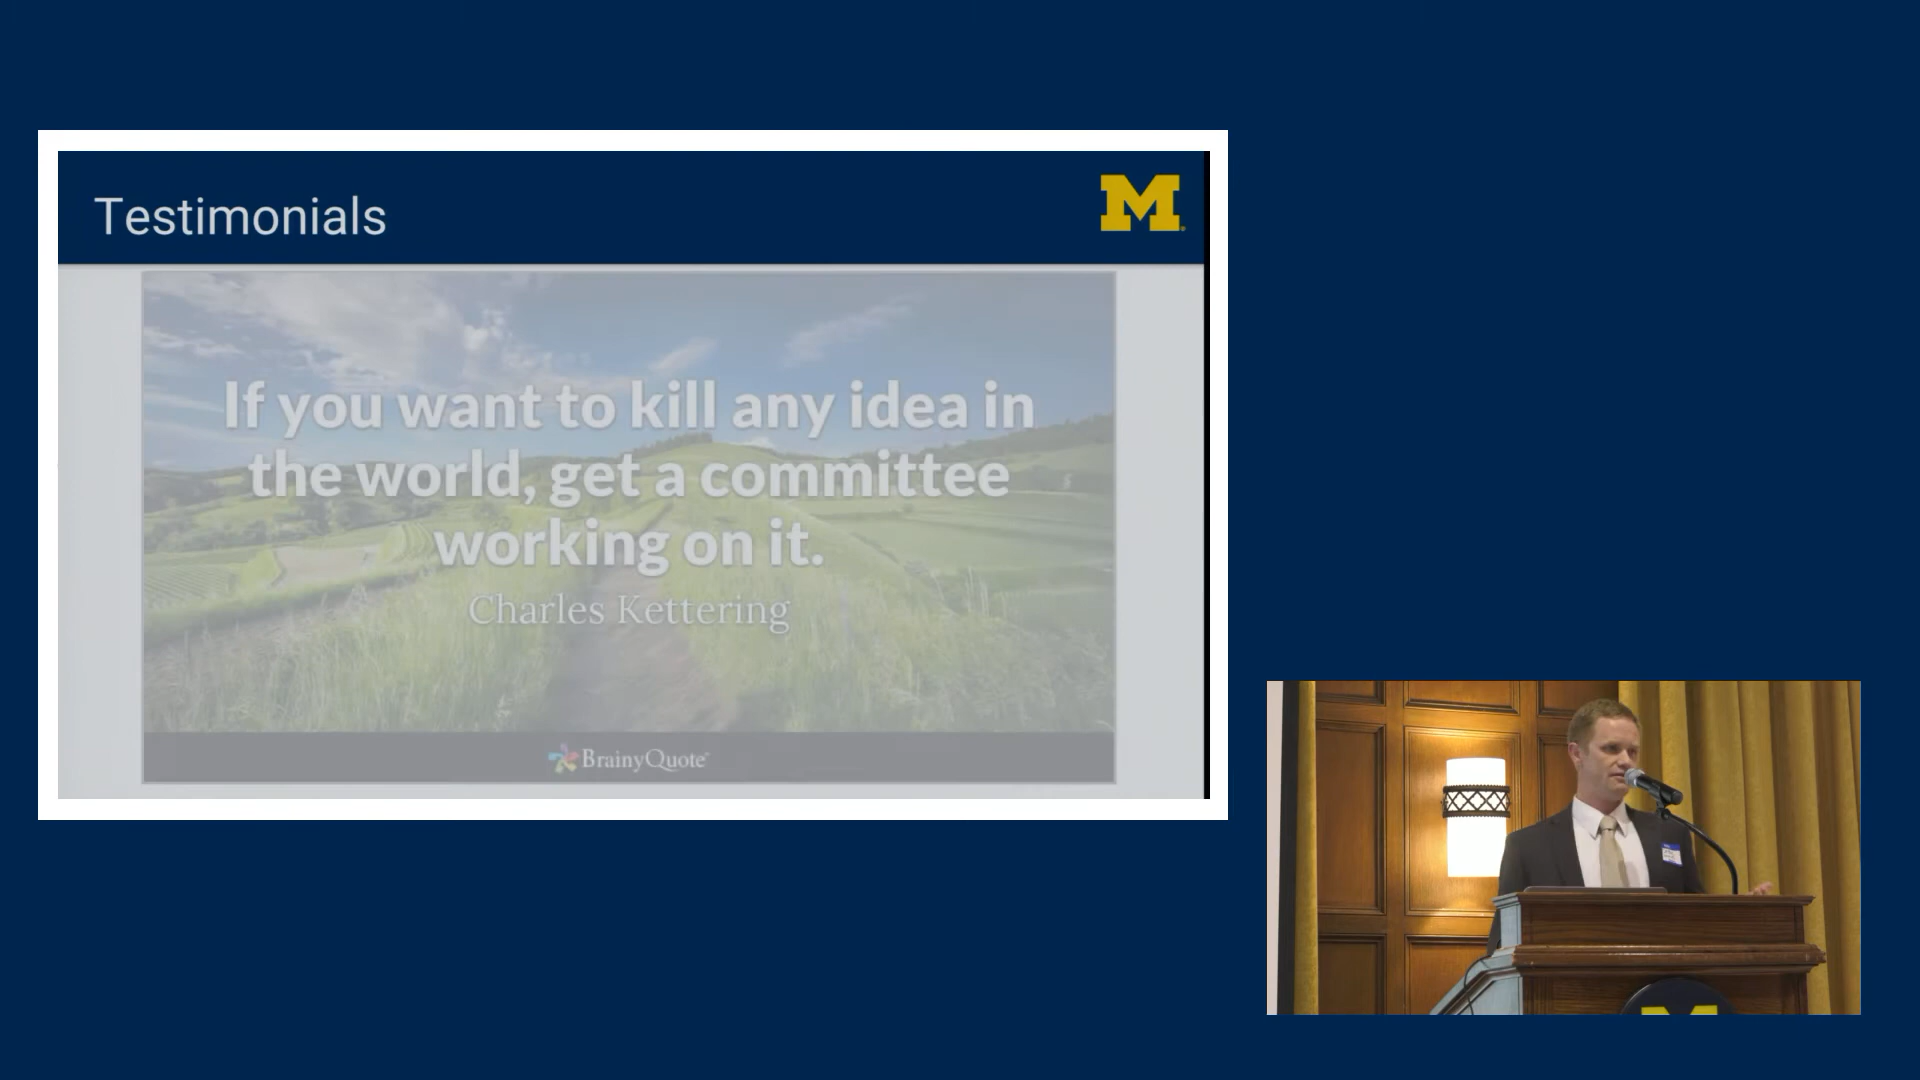 Testimonials
M
If you want to kill any idea in
the world, get a committee
working on it.
Charles Kettering
BrainyQuote
M